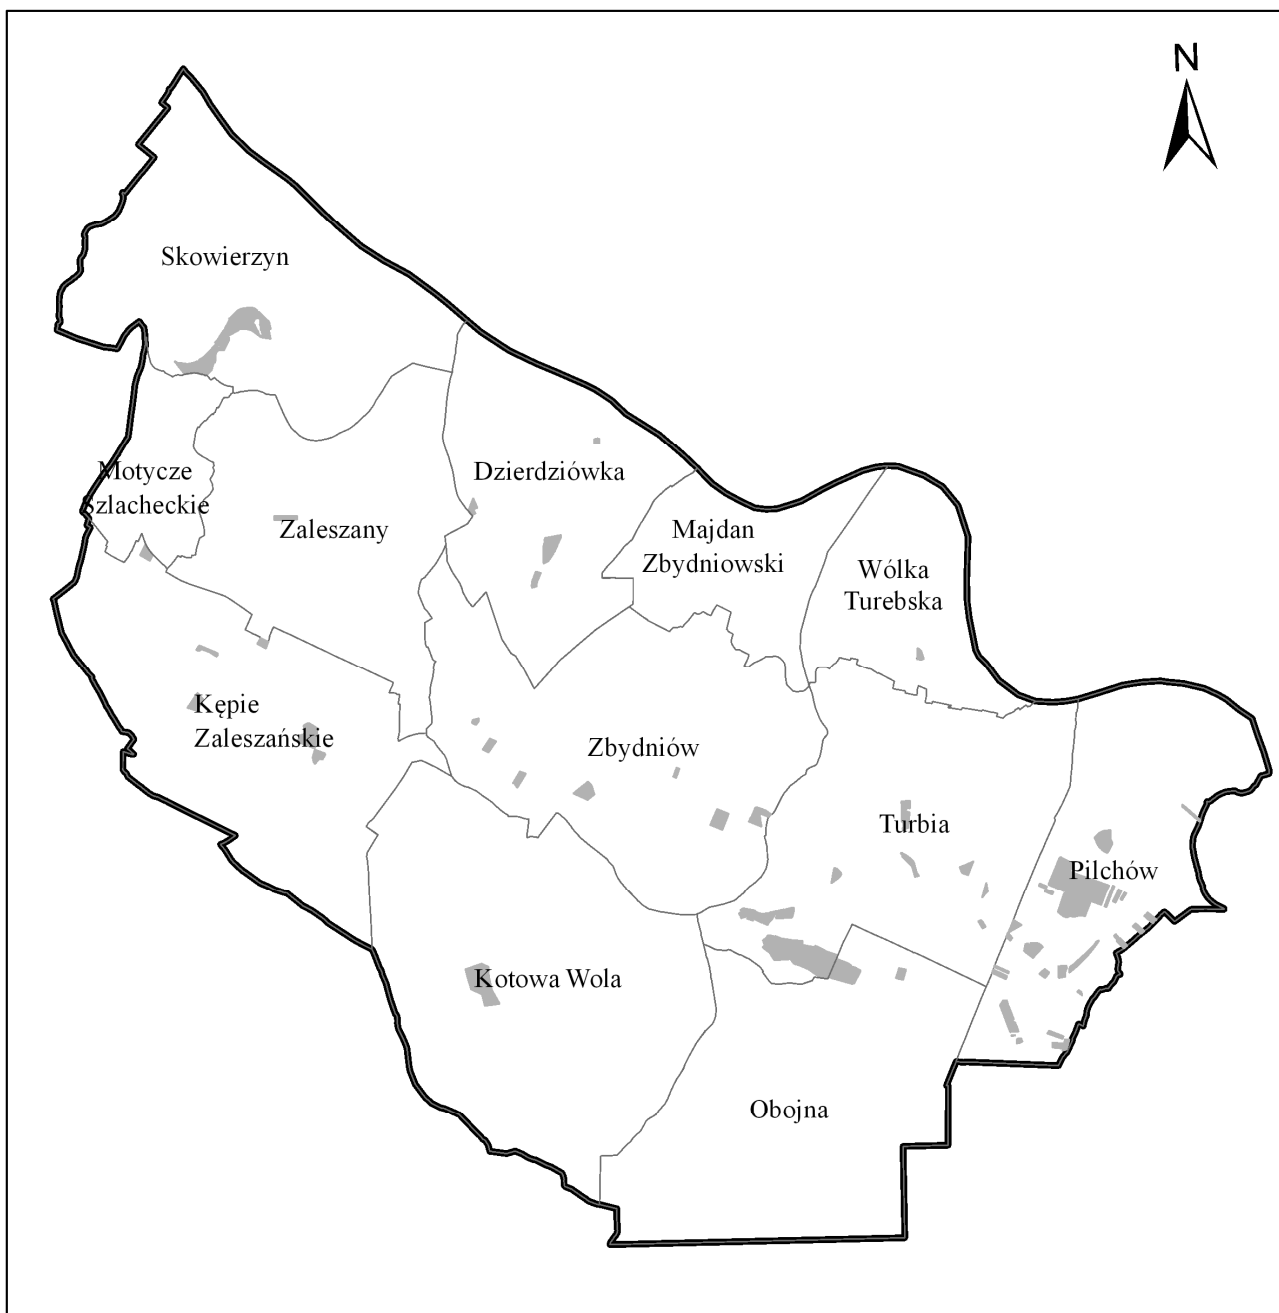 N
Skowierzyn
Motycze
Szlacheckie
Dzierdziówka
Zaleszany
Majdan
Zbydniowski
Wólka
Turebska
Kępie
Zaleszańskie
Zbydniów
Turbia
Pilchów
Kotowa Wola
Obojna